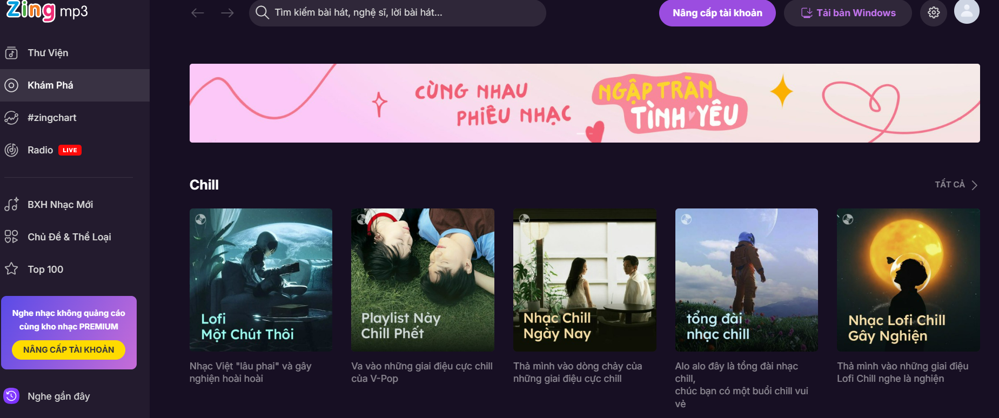 Zing mp3
Tìm kiếm bài hát, nghệ sĩ, lời bài hát...
Nâng cấp tài khoản
Tải bản Windows
Thư Viện
Khám Phá
#zingchart
Radio LIVE
BXH Nhạc Mới
Chủ Đề & Thể Loại
Top 100
Nghe nhạc không quảng cáo
cùng kho nhạc PREMIUM
NÂNG CẤP TÀI KHOẢN
Nghe gần đây
CÙNG NHAU
PHIÊU NHẠC
NGẬP TRÀN
TÌNH YÊU
Chill
TẤT CẢ
Lofi
Một Chút Thôi
Nhạc Việt "lâu phai" và gây
nghiện hoài hoài
Playlist Này
Chill Phết
Va vào những giai điệu cực chill
của V-Pop
Nhạc Chill
Ngày Nay
Thả mình vào dòng chảy của
những giai điệu cực chill
tổng đài
nhạc chill
Alo alo đây là tổng đài nhạc
chill,
chúc bạn có một buổi chill vui
vẻ
Nhạc Lofi Chill
Gây Nghiện
Thả mình vào những giai điệu
Lofi Chill nghe là nghiện